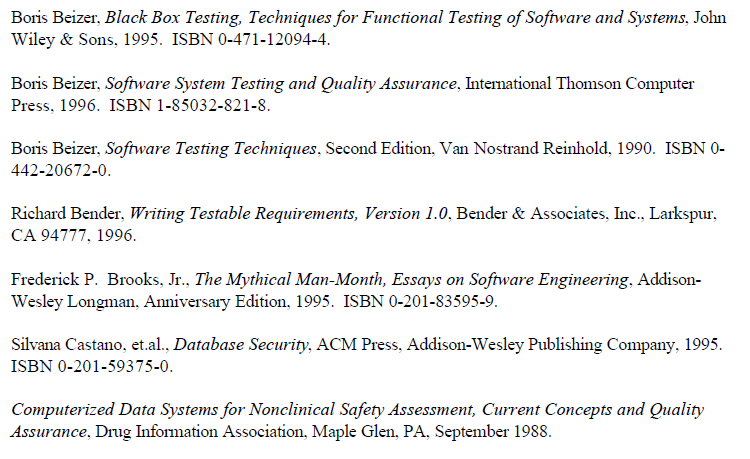 Boris Beizer, Black Box Testing, Techniques for Functional Testing of Software and Systems, John
Wiley & Sons, 1995.  ISBN 0-471-12094-4.
Boris Beizer, Software System Testing and Quality Assurance, International Thomson Computer
Press, 1996.  ISBN 1-85032-821-8.
Boris Beizer, Software Testing Techniques, Second Edition, Van Nostrand Reinhold, 1990.  ISBN 0-
442-20672-0.
Richard Bender, Writing Testable Requirements, Version 1.0, Bender & Associates, Inc., Larkspur,
CA 94777, 1996.
Frederick P.  Brooks, Jr., The Mythical Man-Month, Essays on Software Engineering, Addison-
Wesley Longman, Anniversary Edition, 1995.  ISBN 0-201-83595-9.
Silvana Castano, et.al., Database Security, ACM Press, Addison-Wesley Publishing Company, 1995.
ISBN 0-201-59375-0.
Computerized Data Systems for Nonclinical Safety Assessment, Current Concepts and Quality
Assurance, Drug Information Association, Maple Glen, PA, September 1988.